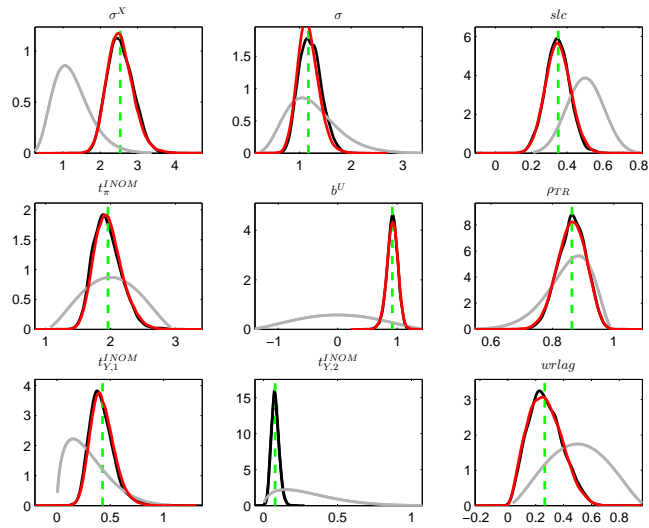 σ^X σ slc
1 0.5 0
1 2 3 4
1.5 1 0.5 0
0 1 2 3
6 4 2 0
0 0.2 0.4 0.6 0.8
t_π^{INOM} b^U ρ_{TR}
2 1.5 1 0.5 0
1 2 3
4 2 0
−1 0 1
8 6 4 2 0
0.6 0.8 1
t_{Y,1}^{INOM} t_{Y,2}^{INOM} wrlag
4 3 2 1 0
0 0.5 1
15 10 5 0
0 0.5 1
3 2 1 0
−0.2 0 0.2 0.4 0.6 0.8